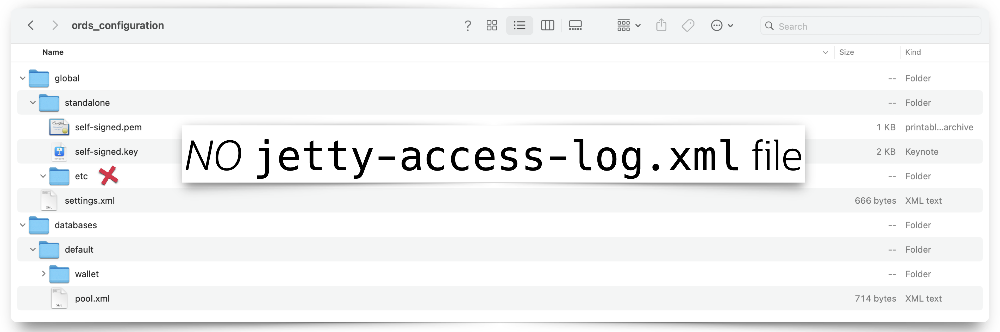 ords_configuration
Search
Name Size Kind
global -- Folder
standalone -- Folder
self-signed.pem 1 KB printabl...archive
NO jetty-access-log.xml file
self-signed.key 2 KB Keynote
etc -- Folder
settings.xml 666 bytes XML text
databases -- Folder
default -- Folder
wallet -- Folder
pool.xml 714 bytes XML text